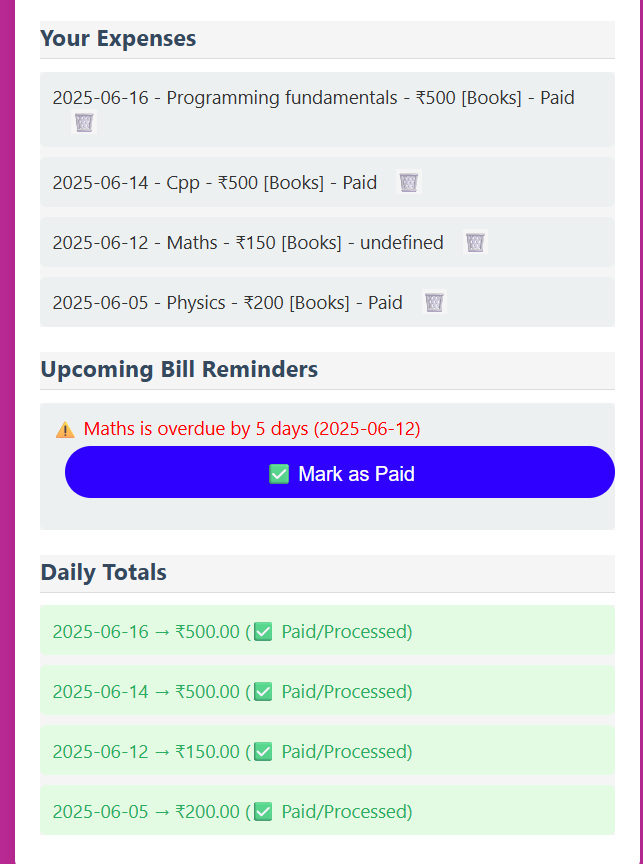 Your Expenses
2025-06-16 - Programming fundamentals - ₹500 [Books] - Paid
2025-06-14 - Cpp - ₹500 [Books] - Paid
2025-06-12 - Maths - ₹150 [Books] - undefined
2025-06-05 - Physics - ₹200 [Books] - Paid
Upcoming Bill Reminders
⚠️ Maths is overdue by 5 days (2025-06-12)
✅ Mark as Paid
Daily Totals
2025-06-16 → ₹500.00 (✅ Paid/Processed)
2025-06-14 → ₹500.00 (✅ Paid/Processed)
2025-06-12 → ₹150.00 (✅ Paid/Processed)
2025-06-05 → ₹200.00 (✅ Paid/Processed)